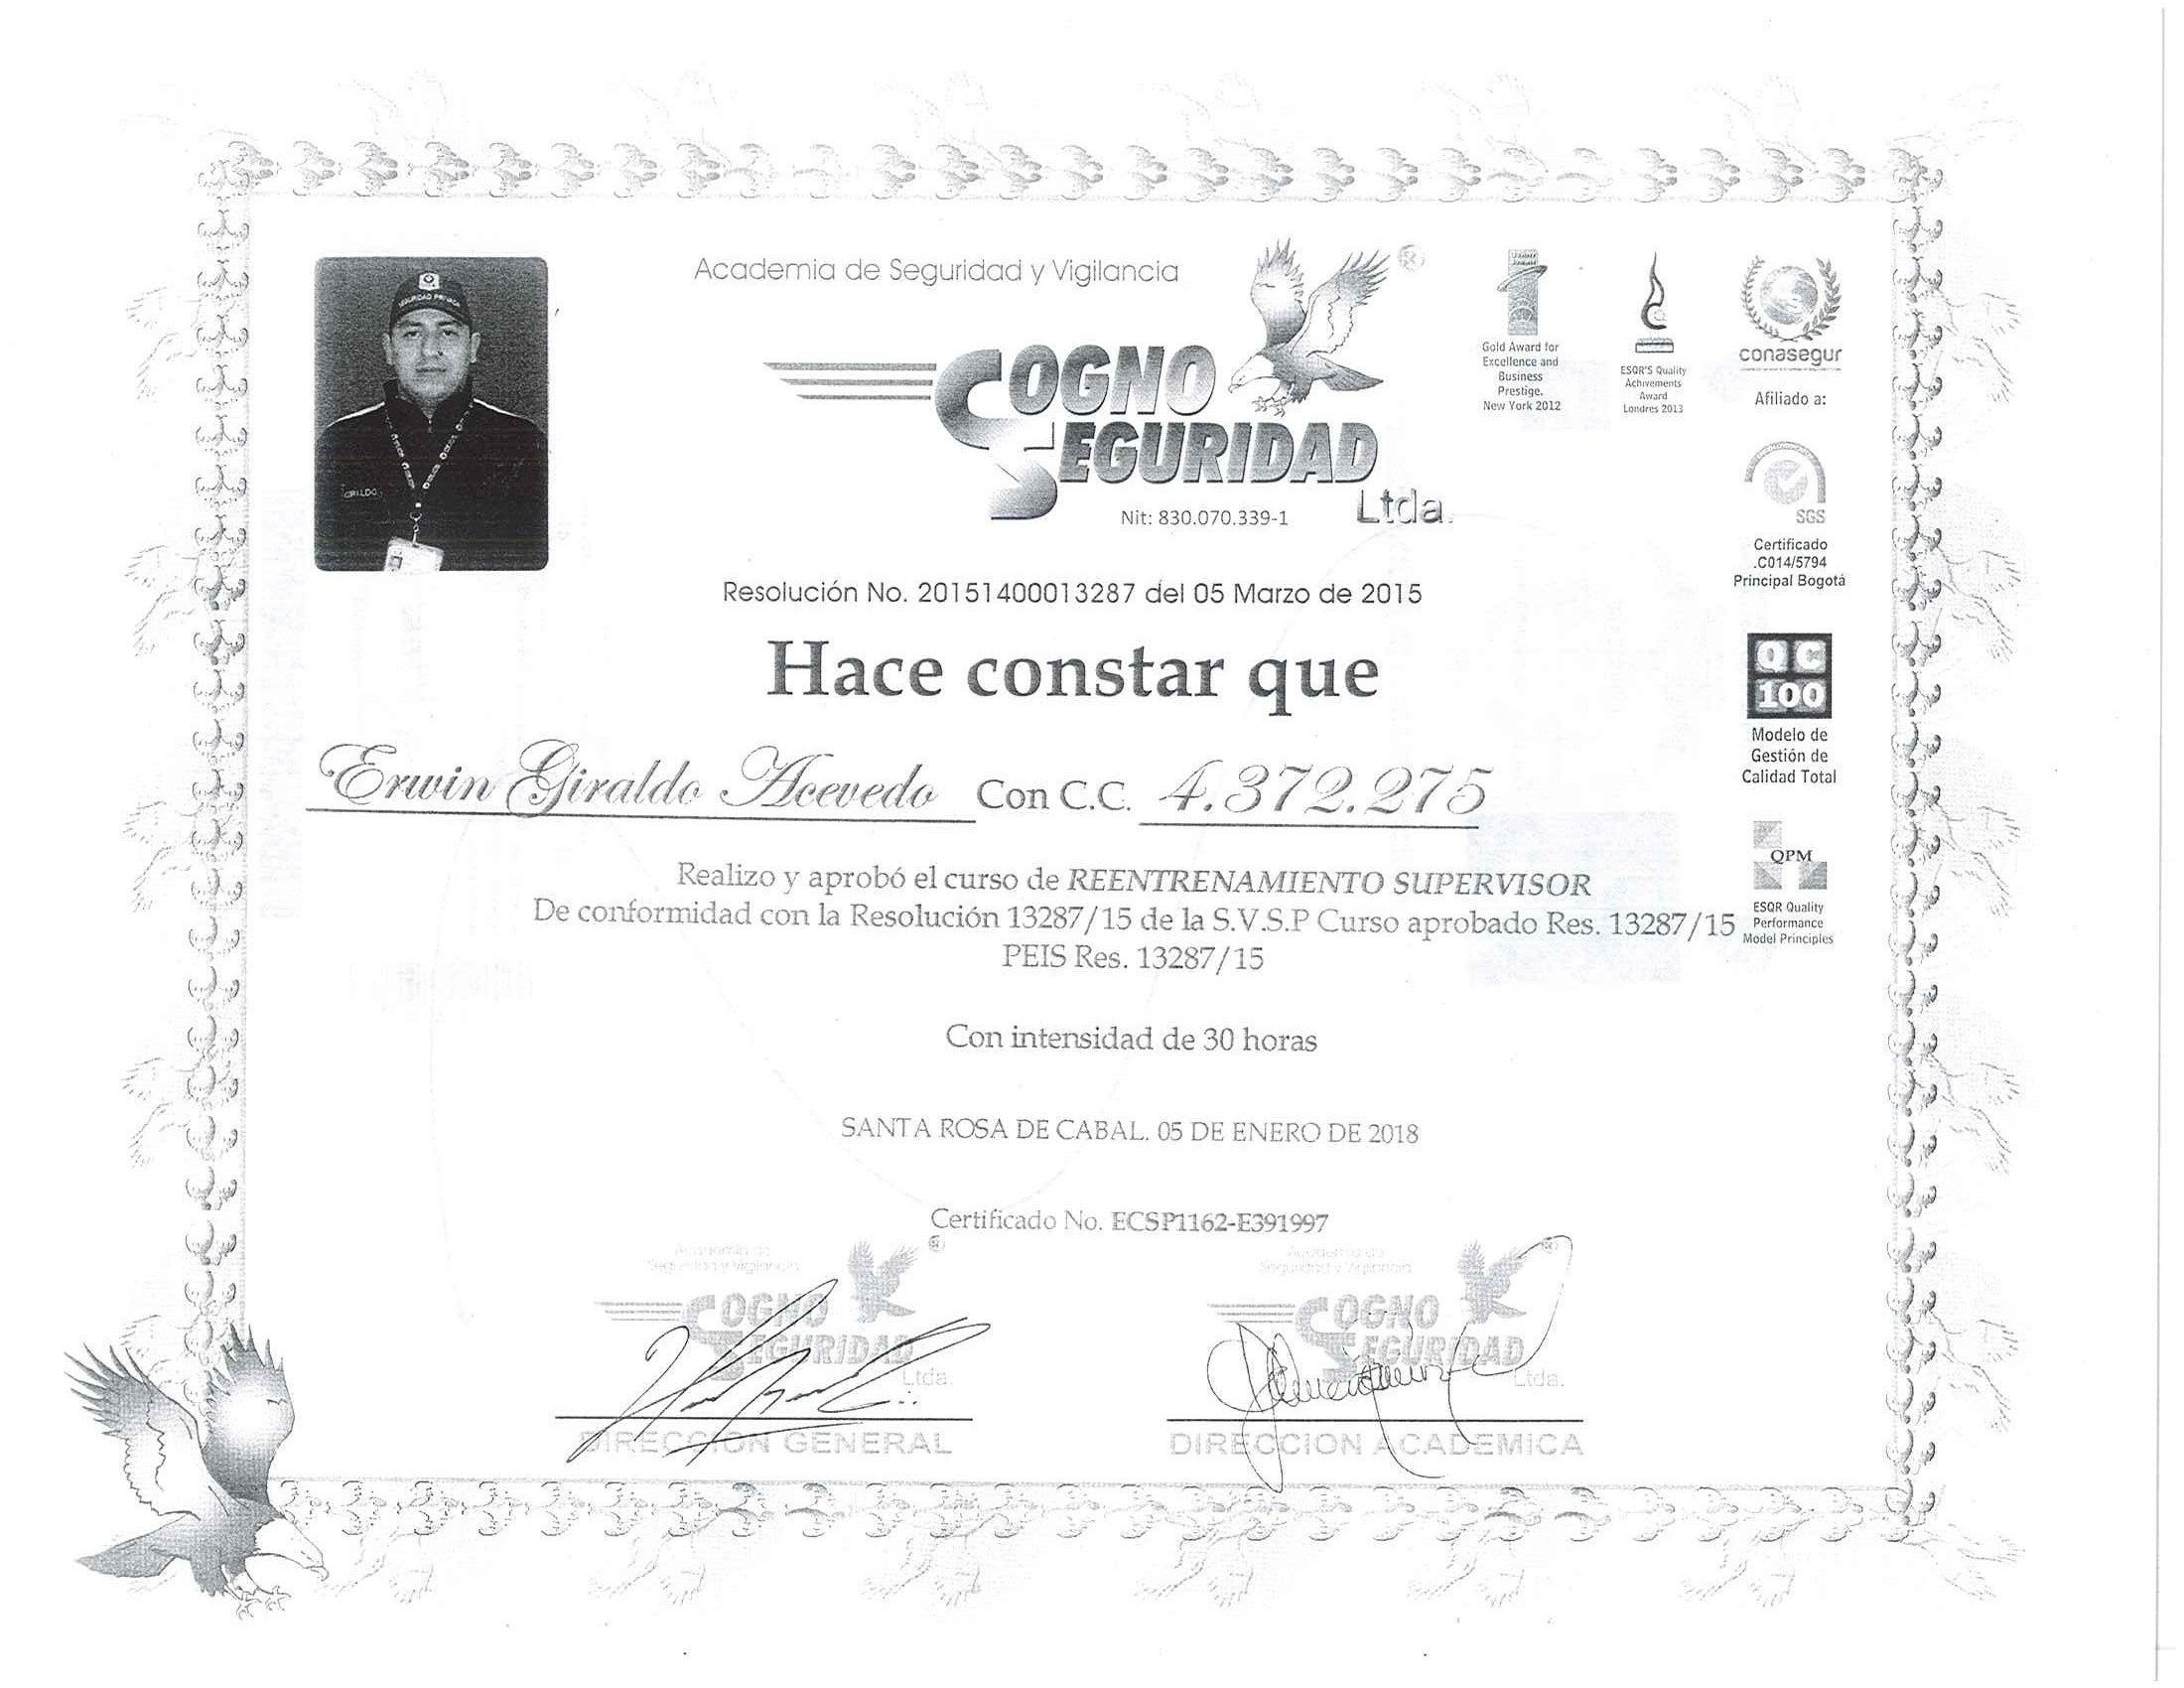 Academia de Seguridad y Vigilancia
®
COGNO
SEGURIDAD
Ltda.
Nit: 830.070.339-1
Gold Award for
Excellence and
Business
Prestige.
New York 2012
ESQR'S Quality
Achivements
Award
Londres 2013
conasegur
Afiliado a:
SGS
Certificado
.CO14/5794
Principal Bogotá
QC
100
Modelo de
Gestión de
Calidad Total
QPM
ESQR Quality
Performance
Model Principles
SEGURIDAD PRIVADA
Resolución No. 20151400013287 del 05 Marzo de 2015
Hace constar que
Erwin Giraldo Acevedo Con C.C. 4.372.275
Realizo y aprobó el curso de REENTRENAMIENTO SUPERVISOR
De conformidad con la Resolución 13287/15 de la S.V.S.P Curso aprobado Res. 13287/15
PEIS Res. 13287/15
Con intensidad de 30 horas
SANTA ROSA DE CABAL. 05 DE ENERO DE 2018
Certificado No. ECSP1162-E391997
Academia de
Seguridad y Vigilancia
®
COGNO
SEGURIDAD
Ltda.
DIRECCION GENERAL
Academia de
Seguridad y Vigilancia
®
COGNO
SEGURIDAD
Ltda.
DIRECCION ACADEMICA